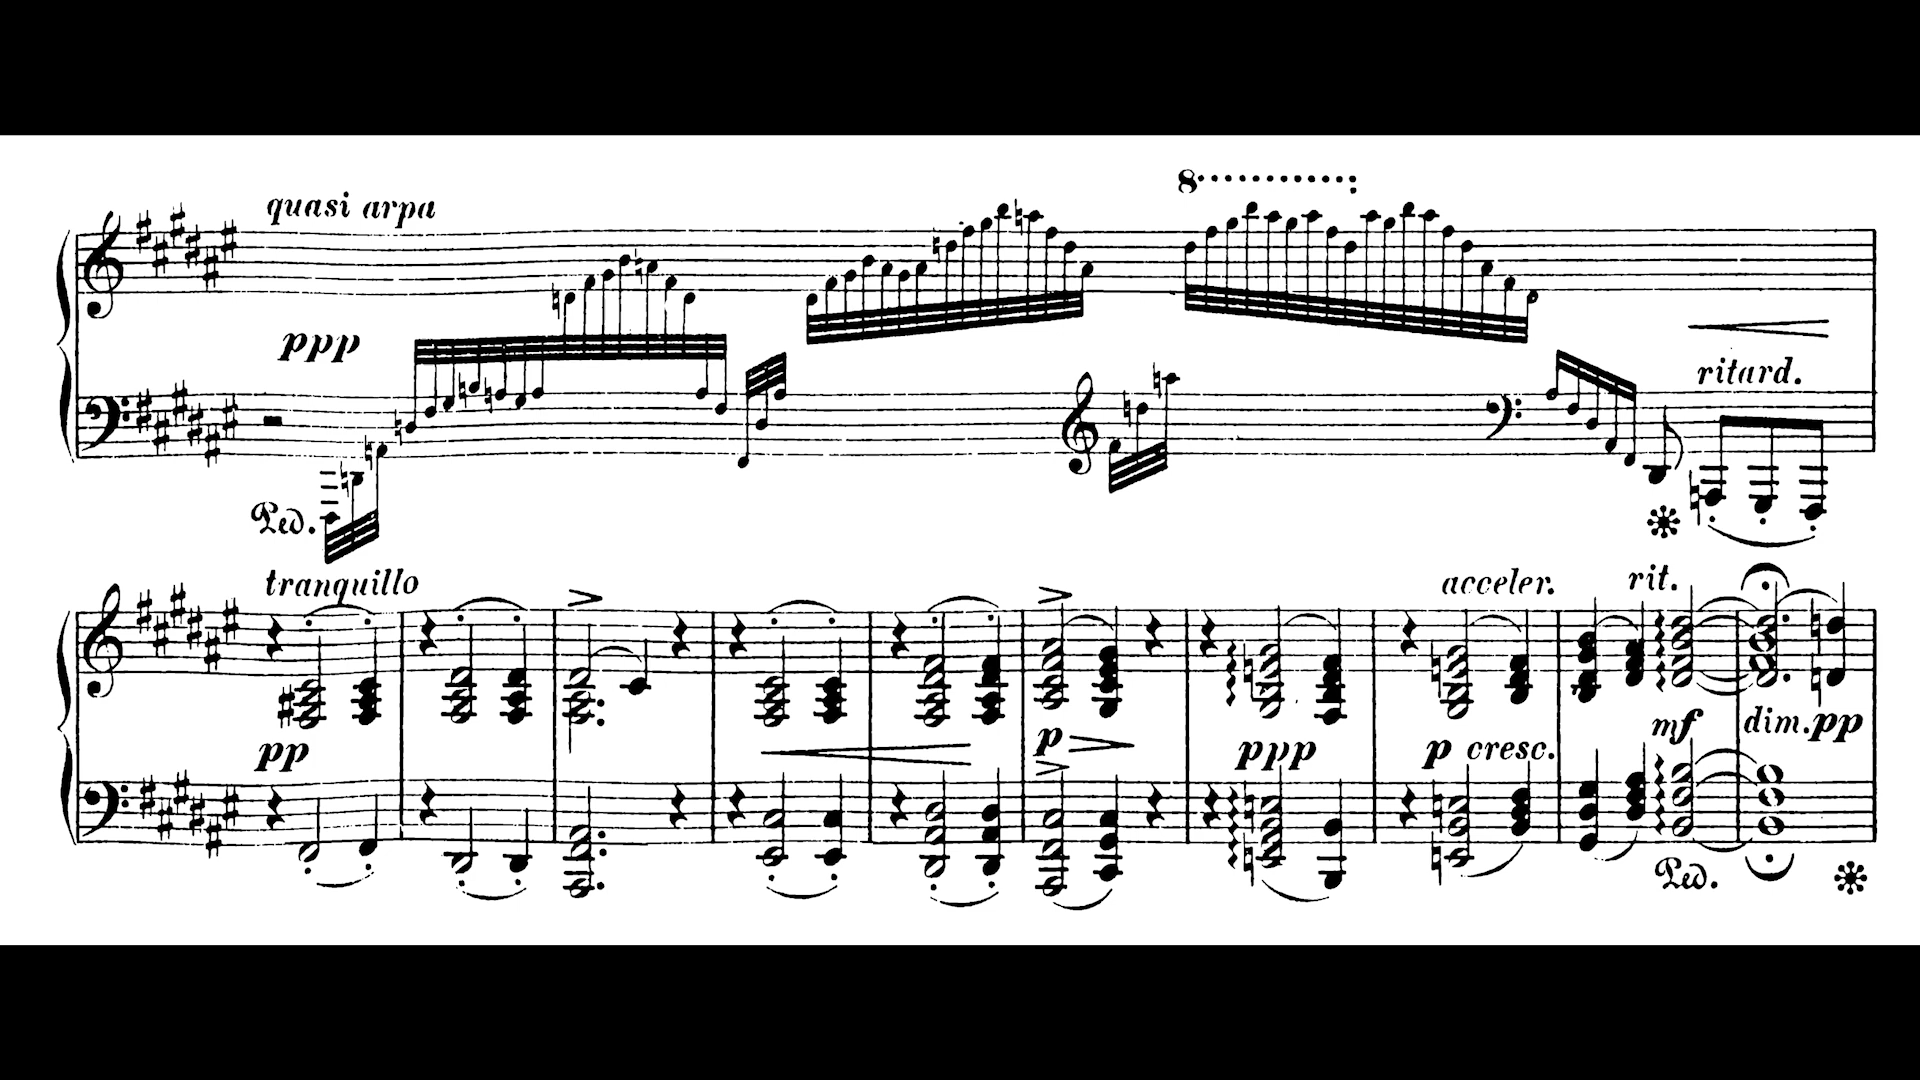 quasi arpa
8
ppp
ritard.
Ped.
tranquillo
acceler.
rit.
pp
p
ppp
p cresc.
mf
dim. pp
Ped.